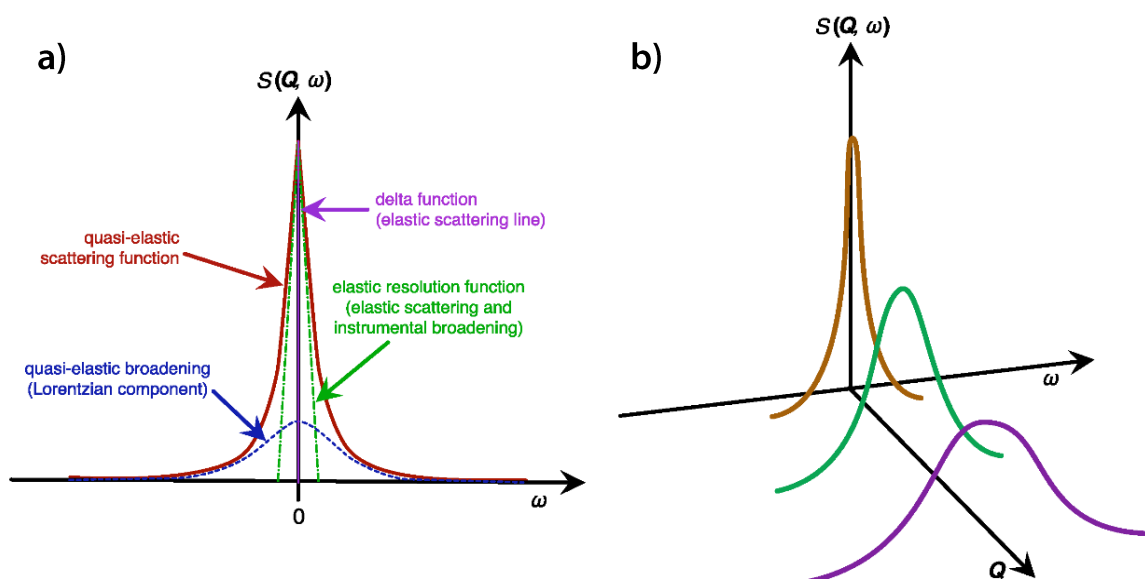 a)
S(Q, ω)
delta function
(elastic scattering line)
quasi-elastic
scattering function
elastic resolution function
(elastic scattering and
instrumental broadening)
quasi-elastic broadening
(Lorentzian component)
0
ω
b)
S(Q, ω)
ω
Q